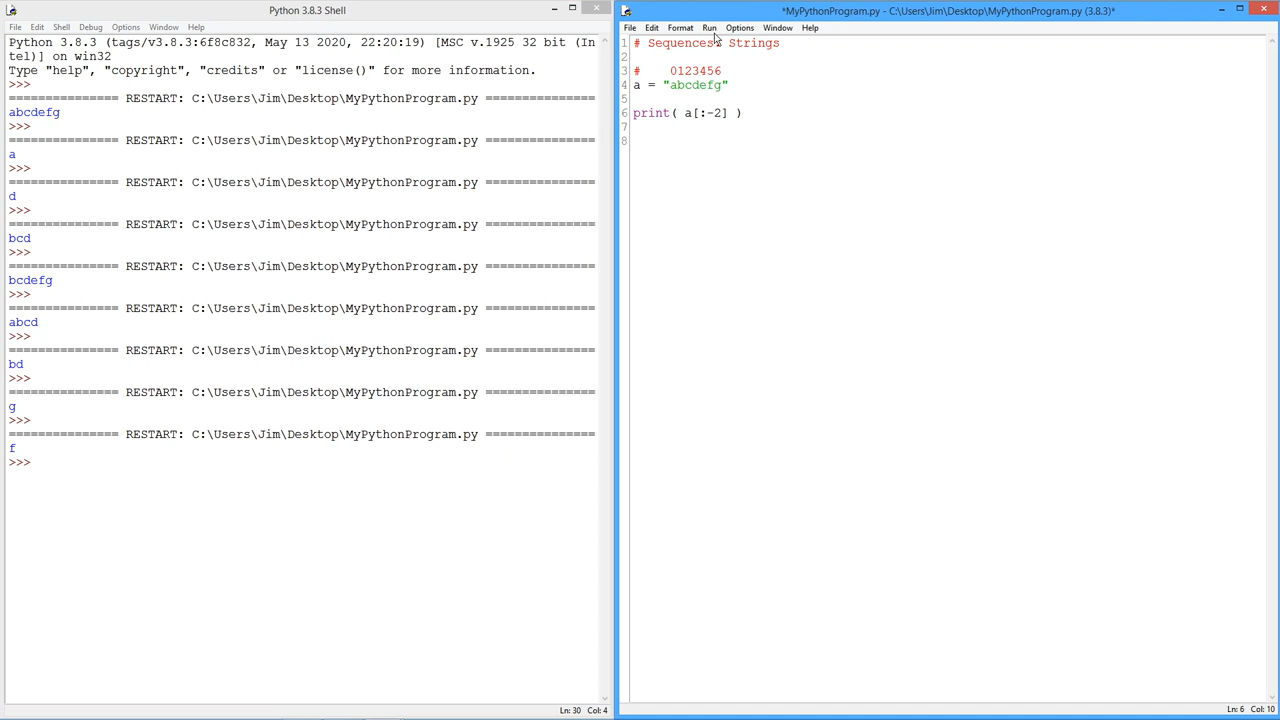 Python 3.8.3 Shell
File Edit Shell Debug Options Window Help
Python 3.8.3 (tags/v3.8.3:6f8c832, May 13 2020, 22:20:19) [MSC v.1925 32 bit (In
tel)] on win32
Type "help", "copyright", "credits" or "license()" for more information.
>>>
=============== RESTART: C:\Users\Jim\Desktop\MyPythonProgram.py ===============
abcdefg
>>>
=============== RESTART: C:\Users\Jim\Desktop\MyPythonProgram.py ===============
a
>>>
=============== RESTART: C:\Users\Jim\Desktop\MyPythonProgram.py ===============
d
>>>
=============== RESTART: C:\Users\Jim\Desktop\MyPythonProgram.py ===============
bcd
>>>
=============== RESTART: C:\Users\Jim\Desktop\MyPythonProgram.py ===============
bcdefg
>>>
=============== RESTART: C:\Users\Jim\Desktop\MyPythonProgram.py ===============
abcd
>>>
=============== RESTART: C:\Users\Jim\Desktop\MyPythonProgram.py ===============
bd
>>>
=============== RESTART: C:\Users\Jim\Desktop\MyPythonProgram.py ===============
g
>>>
=============== RESTART: C:\Users\Jim\Desktop\MyPythonProgram.py ===============
f
>>>
Ln: 30 Col: 4
*MyPythonProgram.py - C:\Users\Jim\Desktop\MyPythonProgram.py (3.8.3)*
File Edit Format Run Options Window Help
1 # Sequences: Strings
2
3 #    0123456
4 a = "abcdefg"
5
6 print( a[:-2] )
7
8
Ln: 6 Col: 10